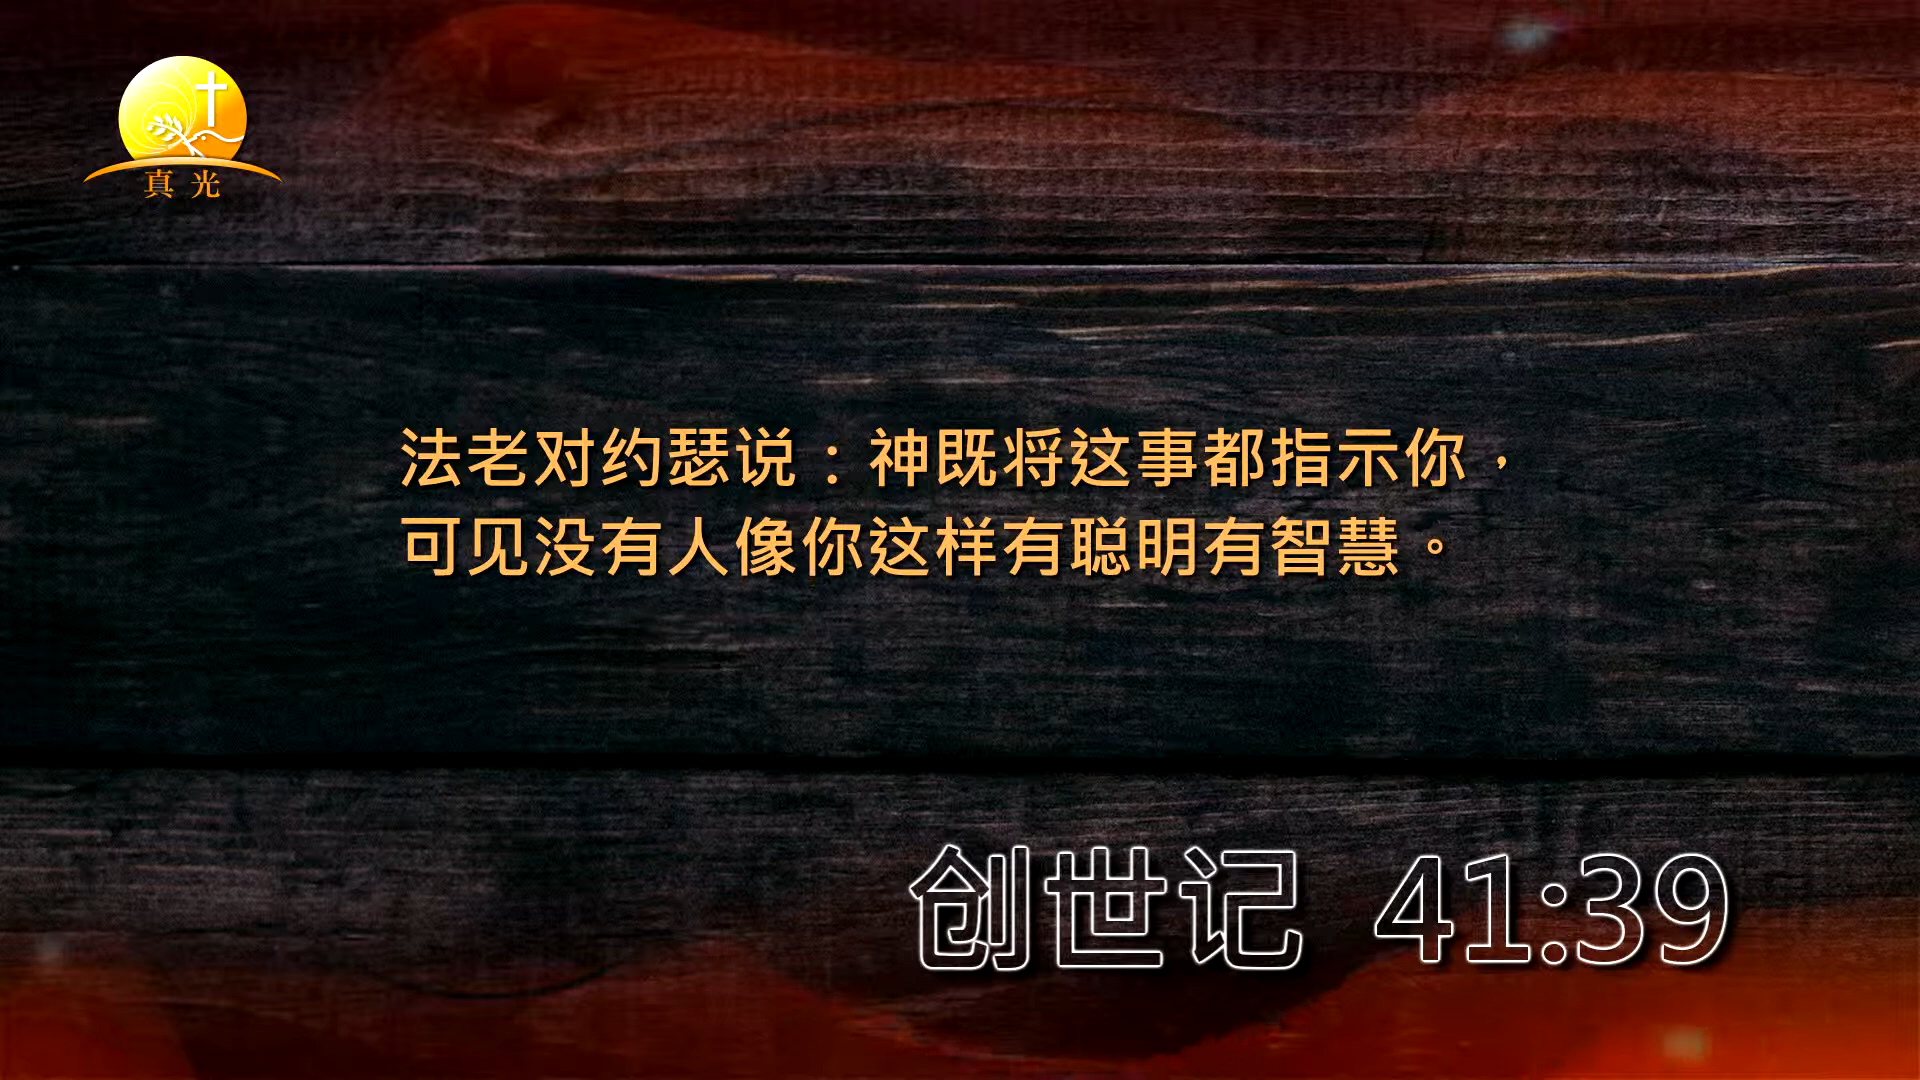 真光
法老对约瑟说：神既将这事都指示你，
可见没有人像你这样有聪明有智慧。
创世记 41:39